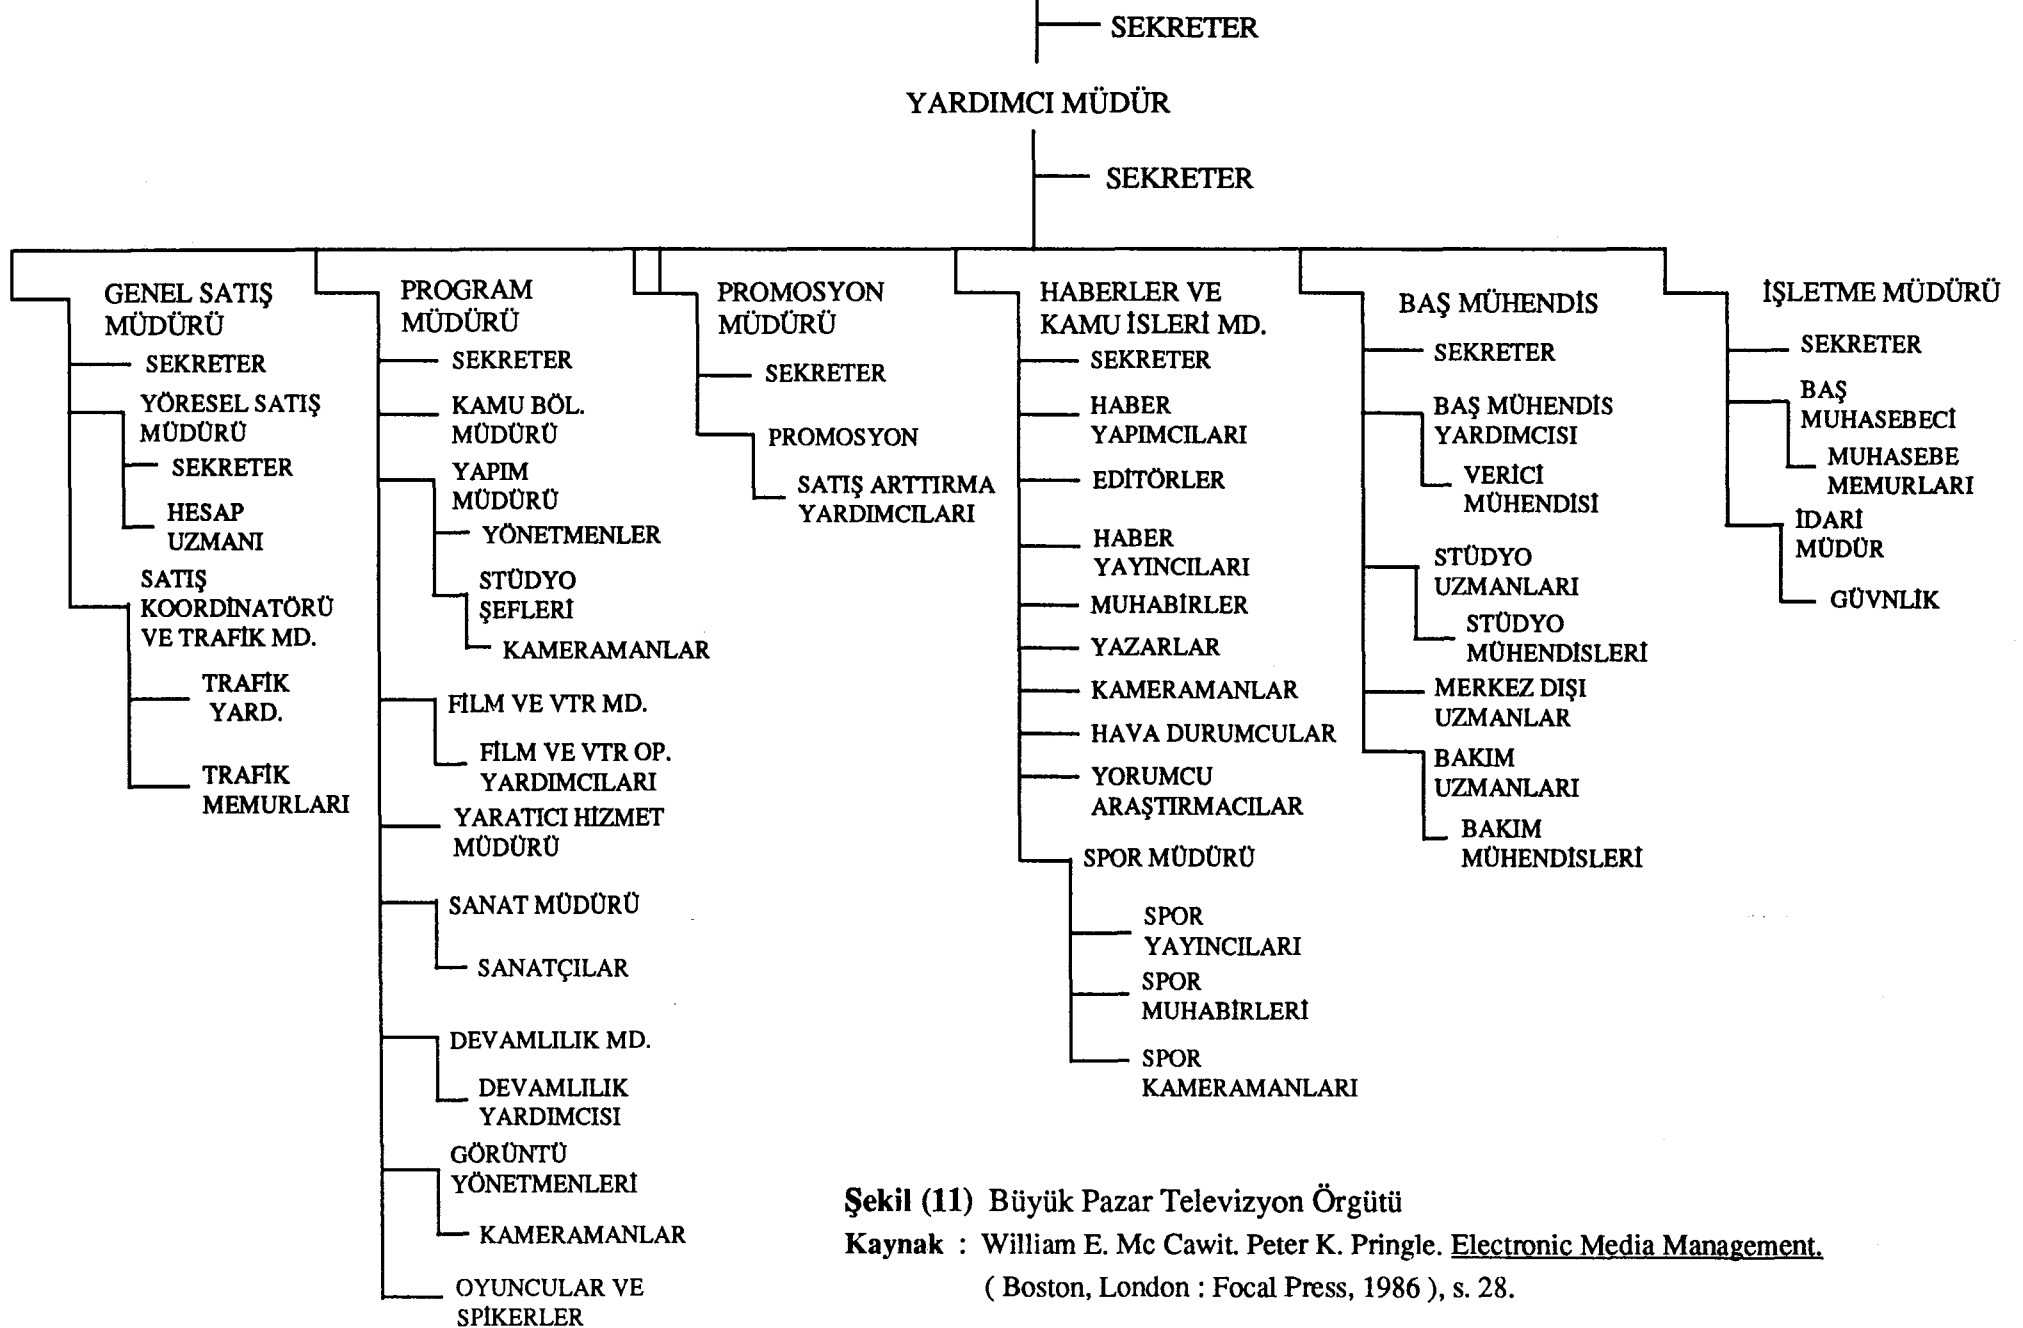 SEKRETER
YARDIMCI MÜDÜR
SEKRETER
GENEL SATIŞ
MÜDÜRÜ
SEKRETER
YÖRESEL SATIŞ
MÜDÜRÜ
SEKRETER
HESAP
UZMANI
SATIŞ
KOORDİNATÖRÜ
VE TRAFİK MD.
TRAFİK
YARD.
TRAFİK
MEMURLARI
PROGRAM
MÜDÜRÜ
SEKRETER
KAMU BÖL.
MÜDÜRÜ
YAPIM
MÜDÜRÜ
YÖNETMENLER
STÜDYO
ŞEFLERİ
KAMERAMANLAR
FİLM VE VTR MD.
FİLM VE VTR OP.
YARDIMCILARI
YARATICI HİZMET
MÜDÜRÜ
SANAT MÜDÜRÜ
SANATÇILAR
DEVAMLILIK MD.
DEVAMLILIK
YARDIMCISI
GÖRÜNTÜ
YÖNETMENLERİ
KAMERAMANLAR
OYUNCULAR VE
SPİKERLER
PROMOSYON
MÜDÜRÜ
SEKRETER
PROMOSYON
SATIŞ ARTTIRMA
YARDIMCILARI
HABERLER VE
KAMU İSLERİ MD.
SEKRETER
HABER
YAPIMCILARI
EDİTÖRLER
HABER
YAYINCILARI
MUHABİRLER
YAZARLAR
KAMERAMANLAR
HAVA DURUMCULAR
YORUMCU
ARAŞTIRMACILAR
SPOR MÜDÜRÜ
SPOR
YAYINCILARI
SPOR
MUHABİRLERİ
SPOR
KAMERAMANLARI
BAŞ MÜHENDİS
SEKRETER
BAŞ MÜHENDİS
YARDIMCISI
VERİCİ
MÜHENDİSİ
STÜDYO
UZMANLARI
STÜDYO
MÜHENDİSLERİ
MERKEZ DIŞI
UZMANLAR
BAKIM
UZMANLARI
BAKIM
MÜHENDİSLERİ
İŞLETME MÜDÜRÜ
SEKRETER
BAŞ
MUHASEBECİ
MUHASEBE
MEMURLARI
İDARİ
MÜDÜR
GÜVNLİK
Şekil (11) Büyük Pazar Televizyon Örgütü
Kaynak : William E. Mc Cawit. Peter K. Pringle. Electronic Media Management.
( Boston, London : Focal Press, 1986 ), s. 28.